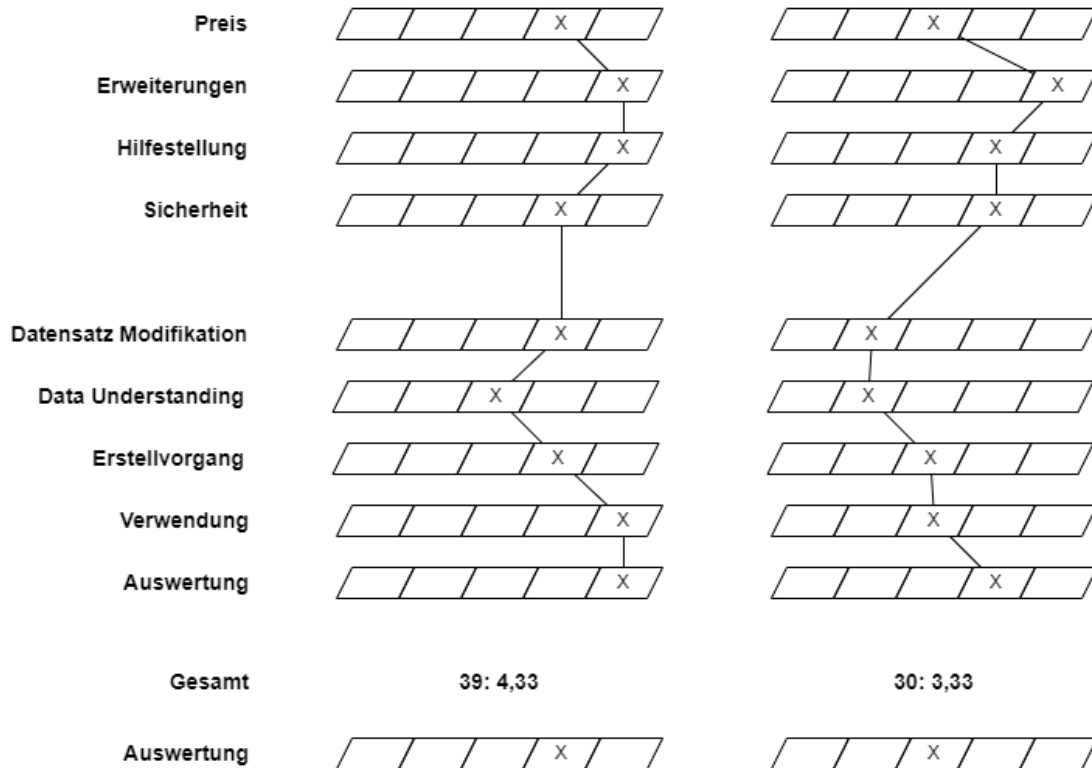 Preis X X
Erweiterungen X X
Hilfestellung X X
Sicherheit X X
Datensatz Modifikation X X
Data Understanding X X
Erstellvorgang X X
Verwendung X X
Auswertung X X
Gesamt 39: 4,33 30: 3,33
Auswertung X X